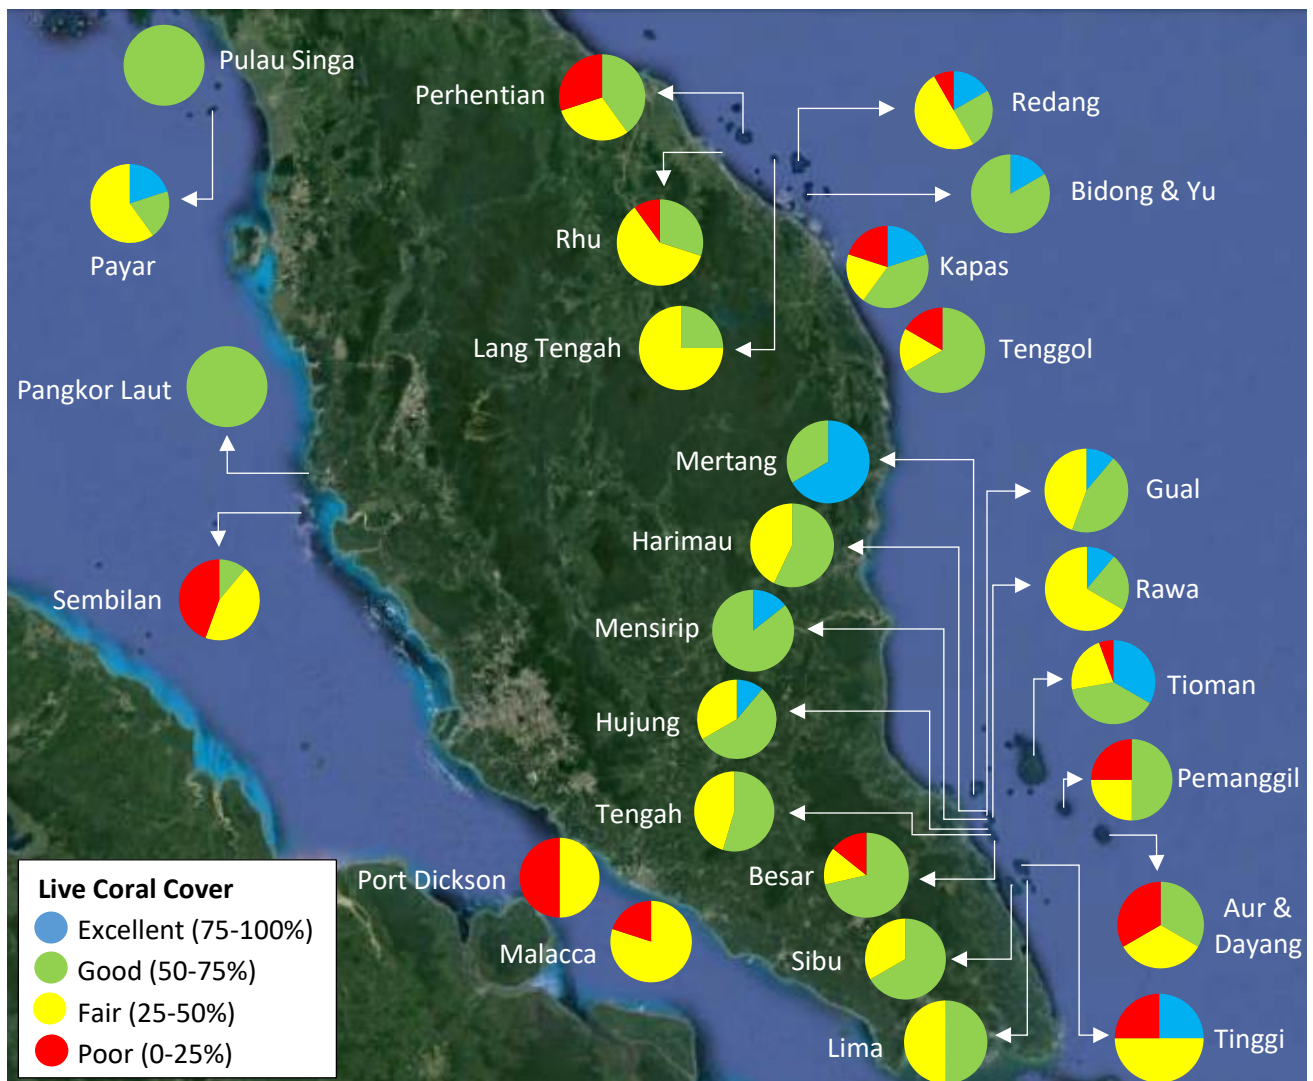 Pulau Singa
Perhentian
Redang
Bidong & Yu
Payar
Rhu
Kapas
Lang Tengah
Tenggol
Pangkor Laut
Mertang
Gual
Harimau
Rawa
Sembilan
Mensirip
Tioman
Hujung
Pemanggil
Tengah
Port Dickson
Besar
Aur &
Dayang
Malacca
Sibu
Lima
Tinggi
Live Coral Cover
Excellent (75-100%)
Good (50-75%)
Fair (25-50%)
Poor (0-25%)